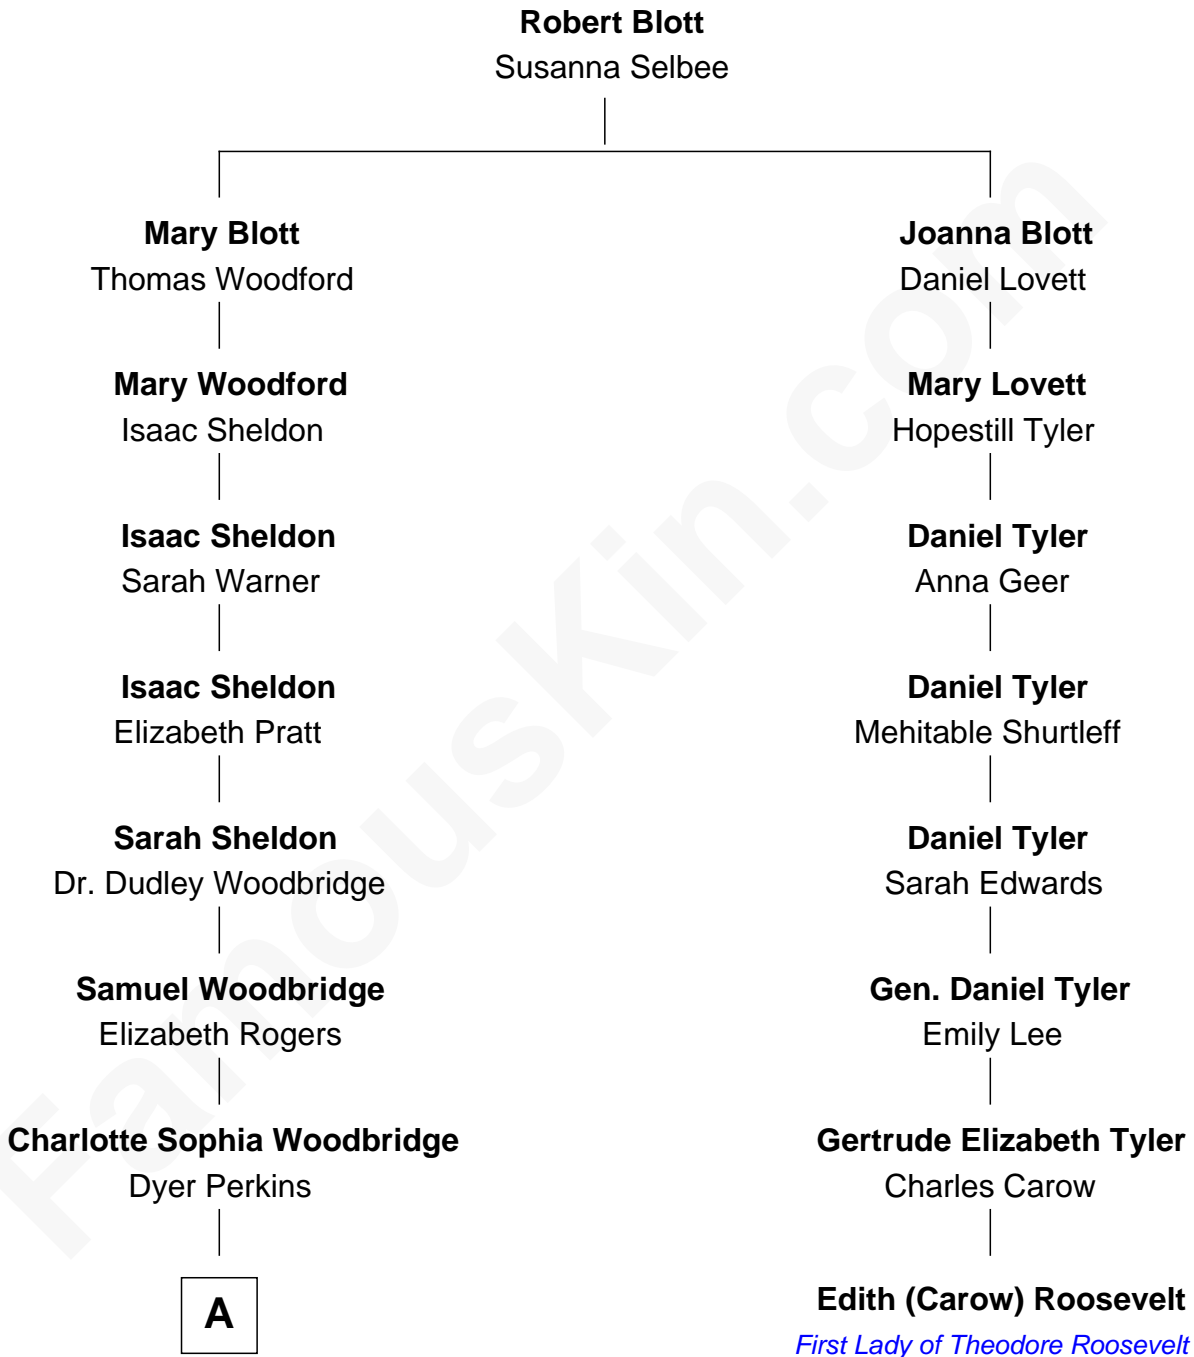 Robert Blott
Susanna Selbee
Mary Blott
Thomas Woodford
Joanna Blott
Daniel Lovett
Mary Woodford
Isaac Sheldon
Mary Lovett
Hopestill Tyler
Isaac Sheldon
Sarah Warner
Daniel Tyler
Anna Geer
Isaac Sheldon
Elizabeth Pratt
Daniel Tyler
Mehitable Shurtleff
Sarah Sheldon
Dr. Dudley Woodbridge
Daniel Tyler
Sarah Edwards
Samuel Woodbridge
Elizabeth Rogers
Gen. Daniel Tyler
Emily Lee
Charlotte Sophia Woodbridge
Dyer Perkins
Gertrude Elizabeth Tyler
Charles Carow
A
Edith (Carow) Roosevelt
First Lady of Theodore Roosevelt
FamousKin.com